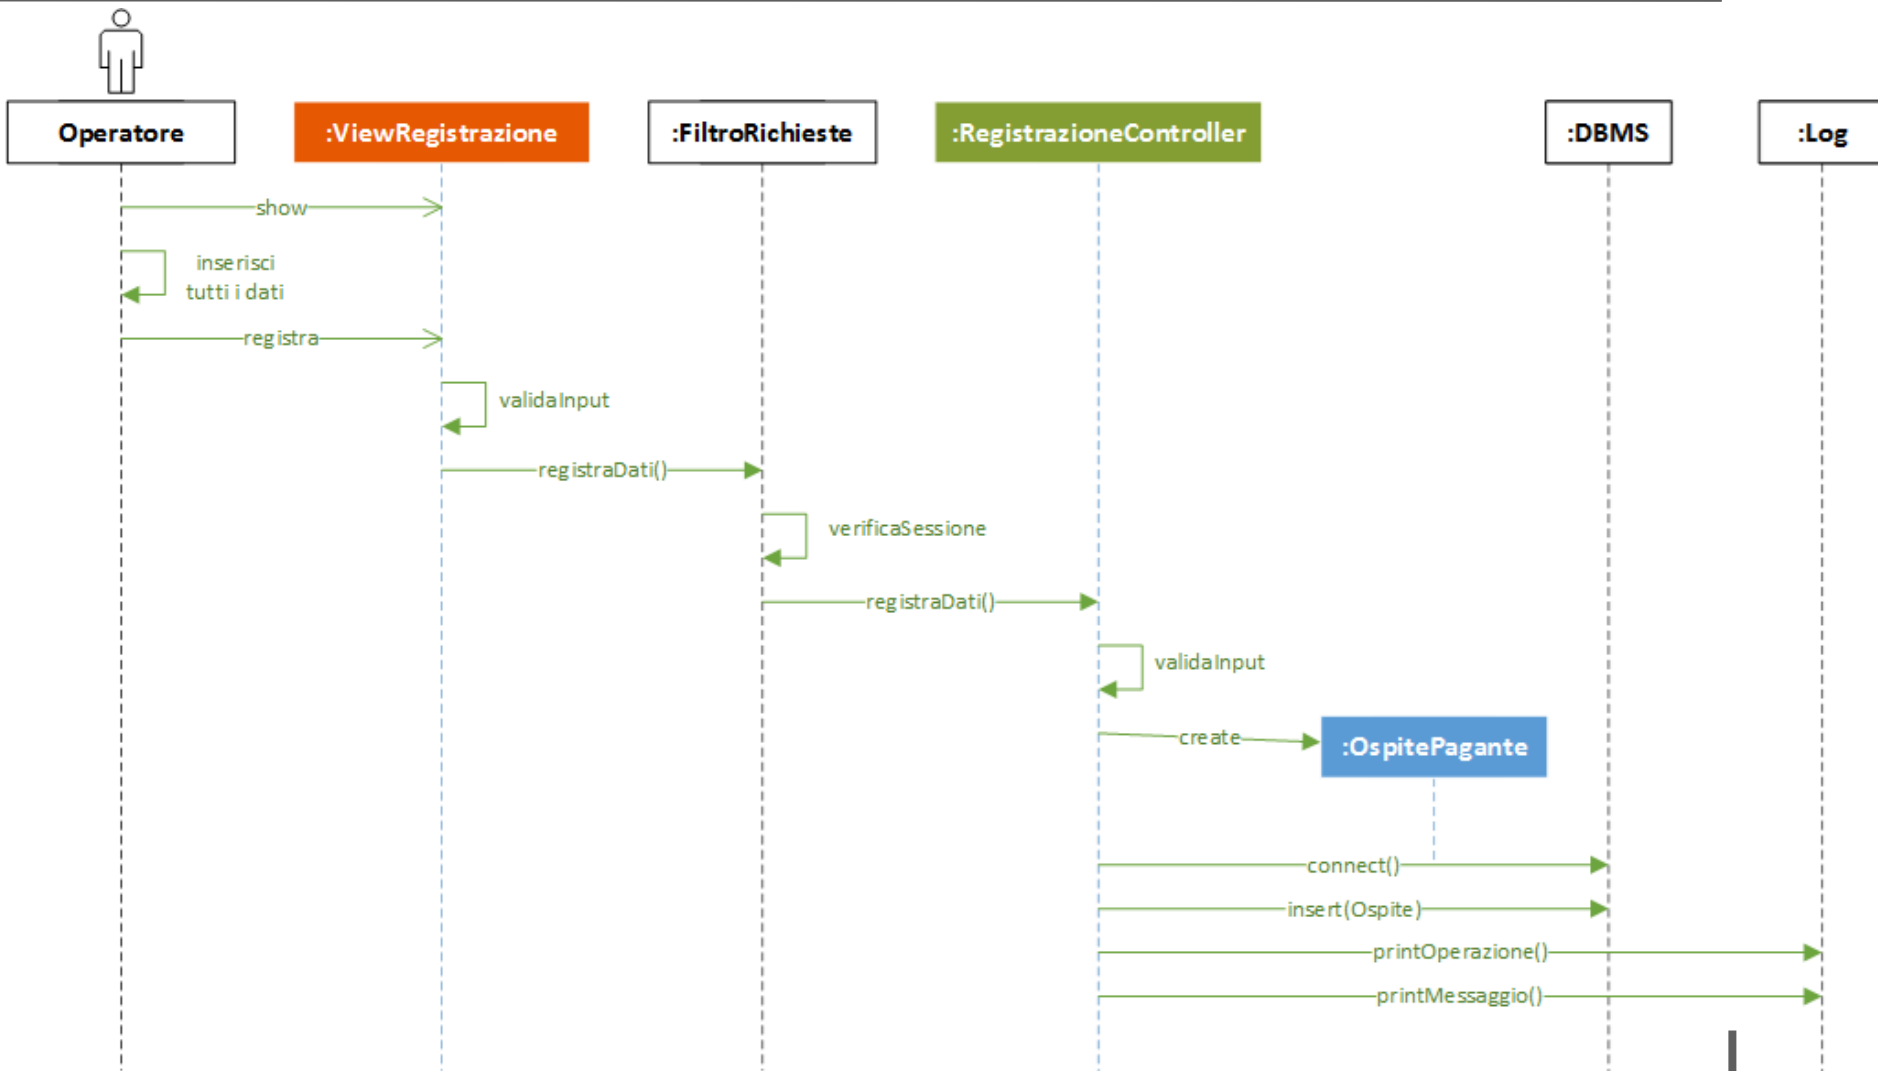 Operatore
:ViewRegistrazione
:FiltroRichieste
:RegistrazioneController
:DBMS
:Log
show
inserisci
tutti i dati
registra
validaInput
registraDati()
verificaSessione
registraDati()
validaInput
create
:OspitePagante
connect()
insert(Ospite)
printOperazione()
printMessaggio()